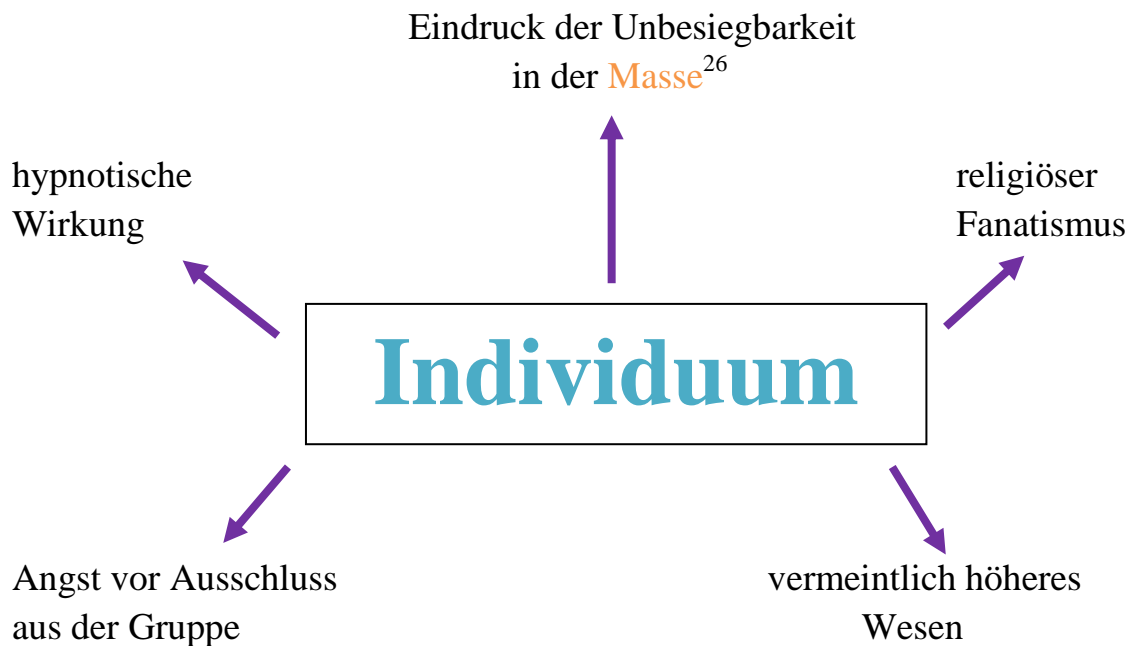 Eindruck der Unbesiegbarkeit
in der Masse²⁶
hypnotische
Wirkung
religiöser
Fanatismus
Individuum
Angst vor Ausschluss
aus der Gruppe
vermeintlich höheres
Wesen